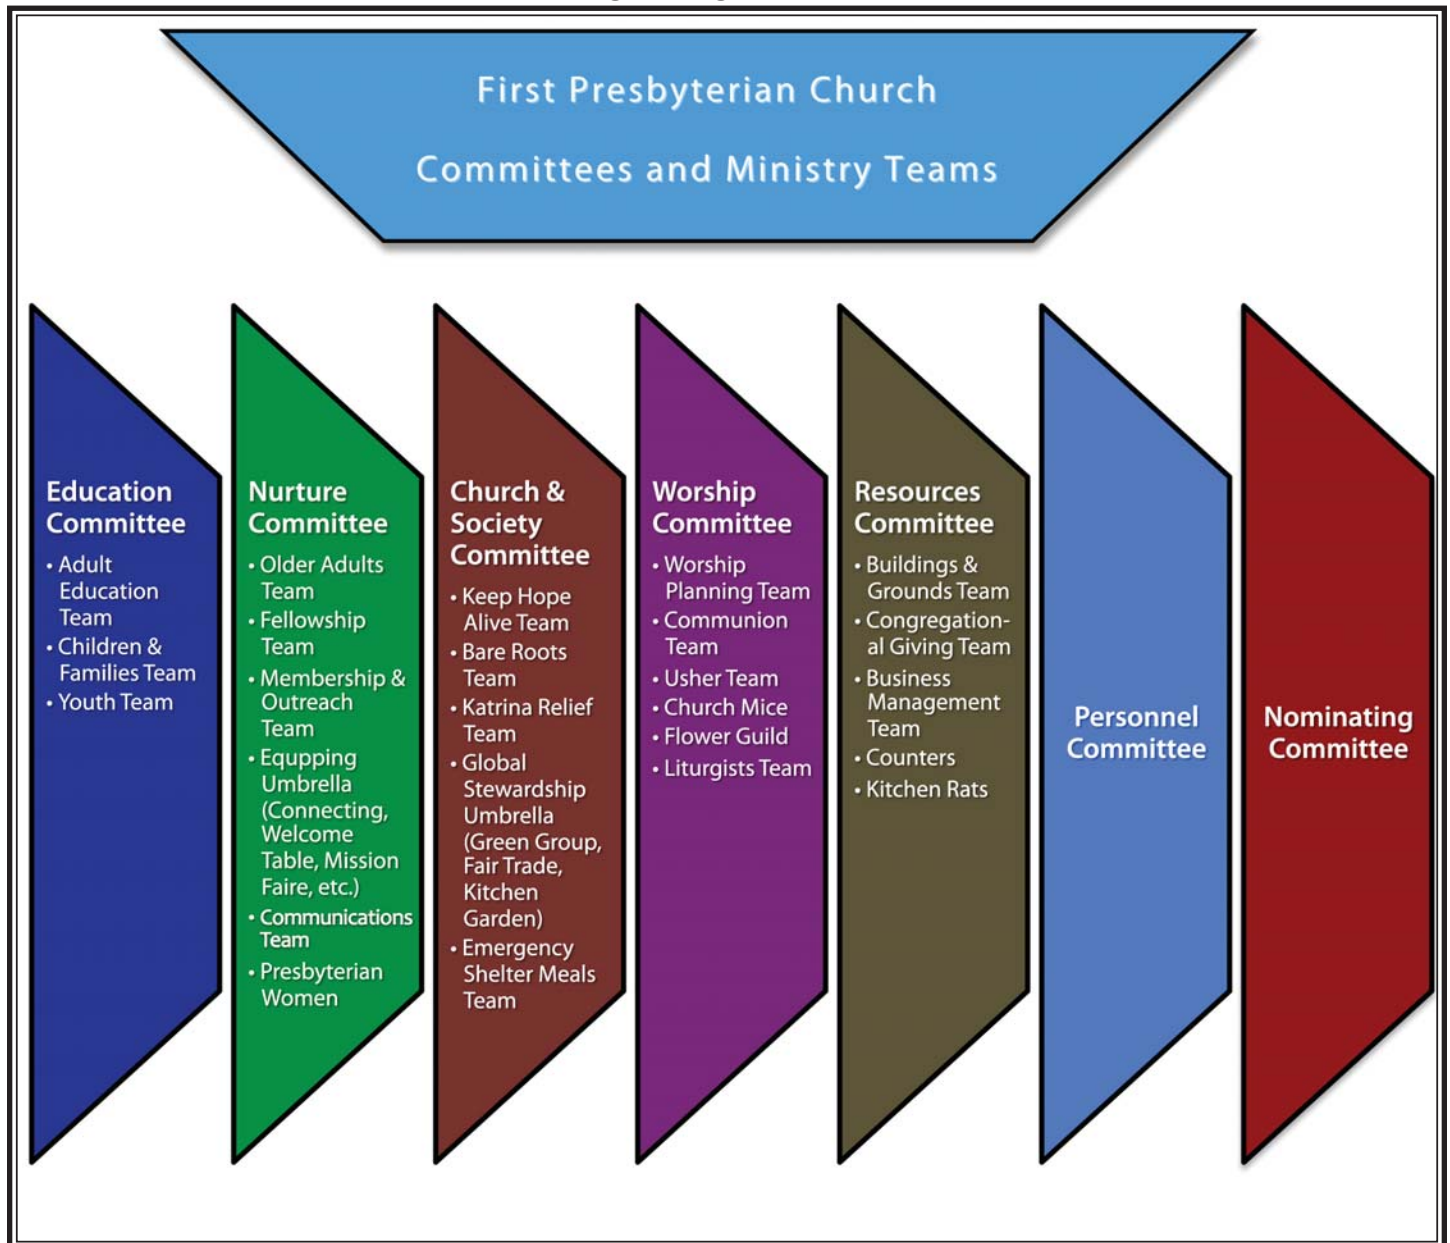 First Presbyterian Church
Committees and Ministry Teams
Education
Committee
• Adult
Education
Team
• Children &
Families Team
• Youth Team
Nurture
Committee
• Older Adults
Team
• Fellowship
Team
• Membership &
Outreach
Team
• Equpping
Umbrella
(Connecting,
Welcome
Table, Mission
Faire, etc.)
• Communications
Team
• Presbyterian
Women
Church &
Society
Committee
• Keep Hope
Alive Team
• Bare Roots
Team
• Katrina Relief
Team
• Global
Stewardship
Umbrella
(Green Group,
Fair Trade,
Kitchen
Garden)
• Emergency
Shelter Meals
Team
Worship
Committee
• Worship
Planning Team
• Communion
Team
• Usher Team
• Church Mice
• Flower Guild
• Liturgists Team
Resources
Committee
• Buildings &
Grounds Team
• Congregation-
al Giving Team
• Business
Management
Team
• Counters
• Kitchen Rats
Personnel
Committee
Nominating
Committee